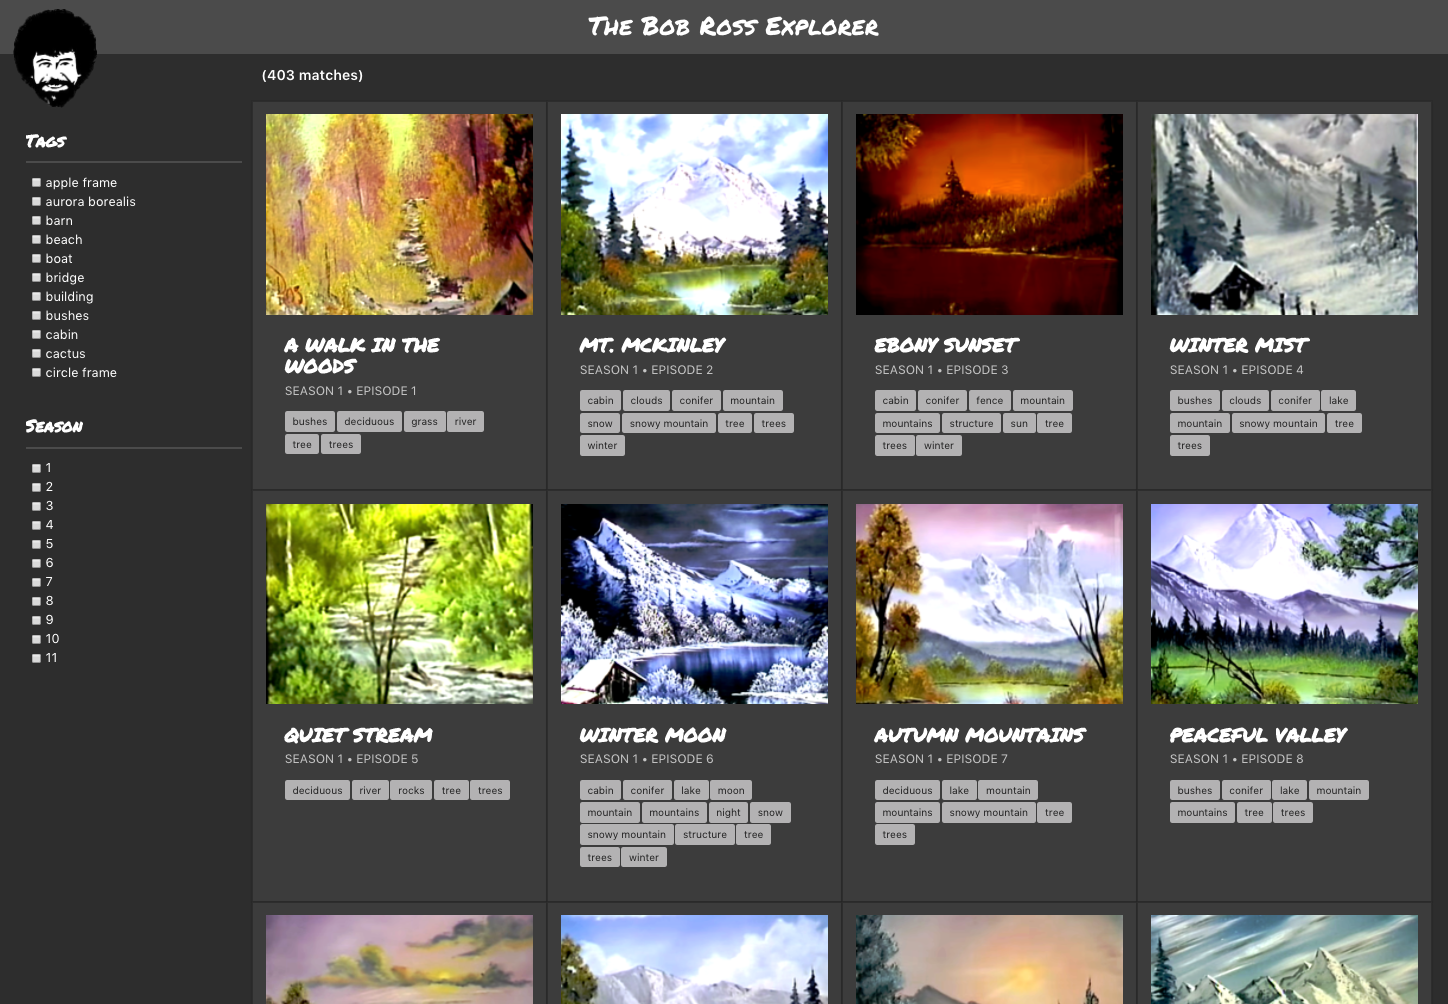 The Bob Ross Explorer
(403 matches)
Tags
apple frame
aurora borealis
barn
beach
boat
bridge
building
bushes
cabin
cactus
circle frame
Season
1
2
3
4
5
6
7
8
9
10
11
A WALK IN THE
WOODS
SEASON 1 • EPISODE 1
bushes deciduous grass river
tree trees
MT. MCKINLEY
SEASON 1 • EPISODE 2
cabin clouds conifer mountain
snow snowy mountain tree trees
winter
EBONY SUNSET
SEASON 1 • EPISODE 3
cabin conifer fence mountain
mountains structure sun tree
trees winter
WINTER MIST
SEASON 1 • EPISODE 4
bushes clouds conifer lake
mountain snowy mountain tree
trees
QUIET STREAM
SEASON 1 • EPISODE 5
deciduous river rocks tree trees
WINTER MOON
SEASON 1 • EPISODE 6
cabin conifer lake moon
mountain mountains night snow
snowy mountain structure tree
trees winter
AUTUMN MOUNTAINS
SEASON 1 • EPISODE 7
deciduous lake mountain
mountains snowy mountain tree
trees
PEACEFUL VALLEY
SEASON 1 • EPISODE 8
bushes conifer lake mountain
mountains tree trees